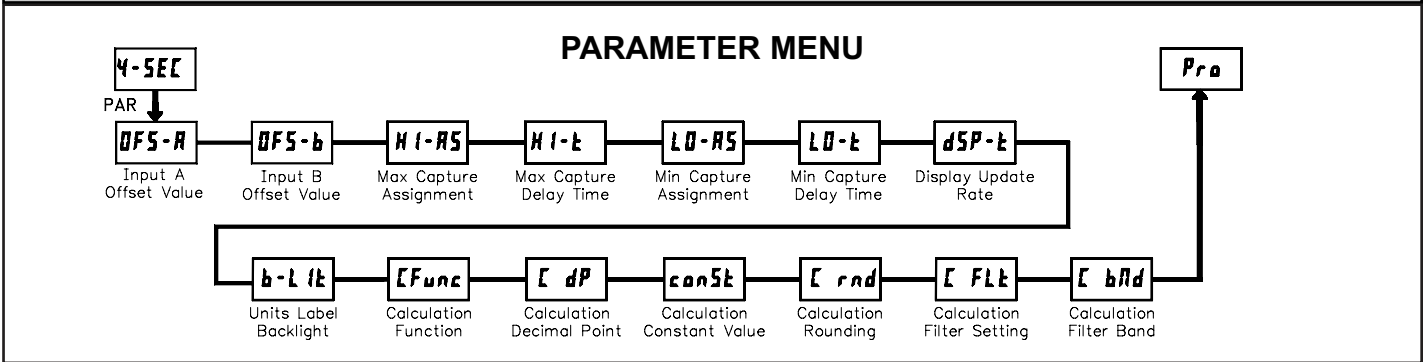 PARAMETER MENU
4-SEC
Pro
PAR
OFS-A
OFS-b
HI-AS
HI-t
LO-AS
LO-t
dSP-t
Input A
Offset Value
Input B
Offset Value
Max Capture
Assignment
Max Capture
Delay Time
Min Capture
Assignment
Min Capture
Delay Time
Display Update
Rate
b-LIt
CFunc
C dP
conSt
C rnd
C FLt
C bNd
Units Label
Backlight
Calculation
Function
Calculation
Decimal Point
Calculation
Constant Value
Calculation
Rounding
Calculation
Filter Setting
Calculation
Filter Band